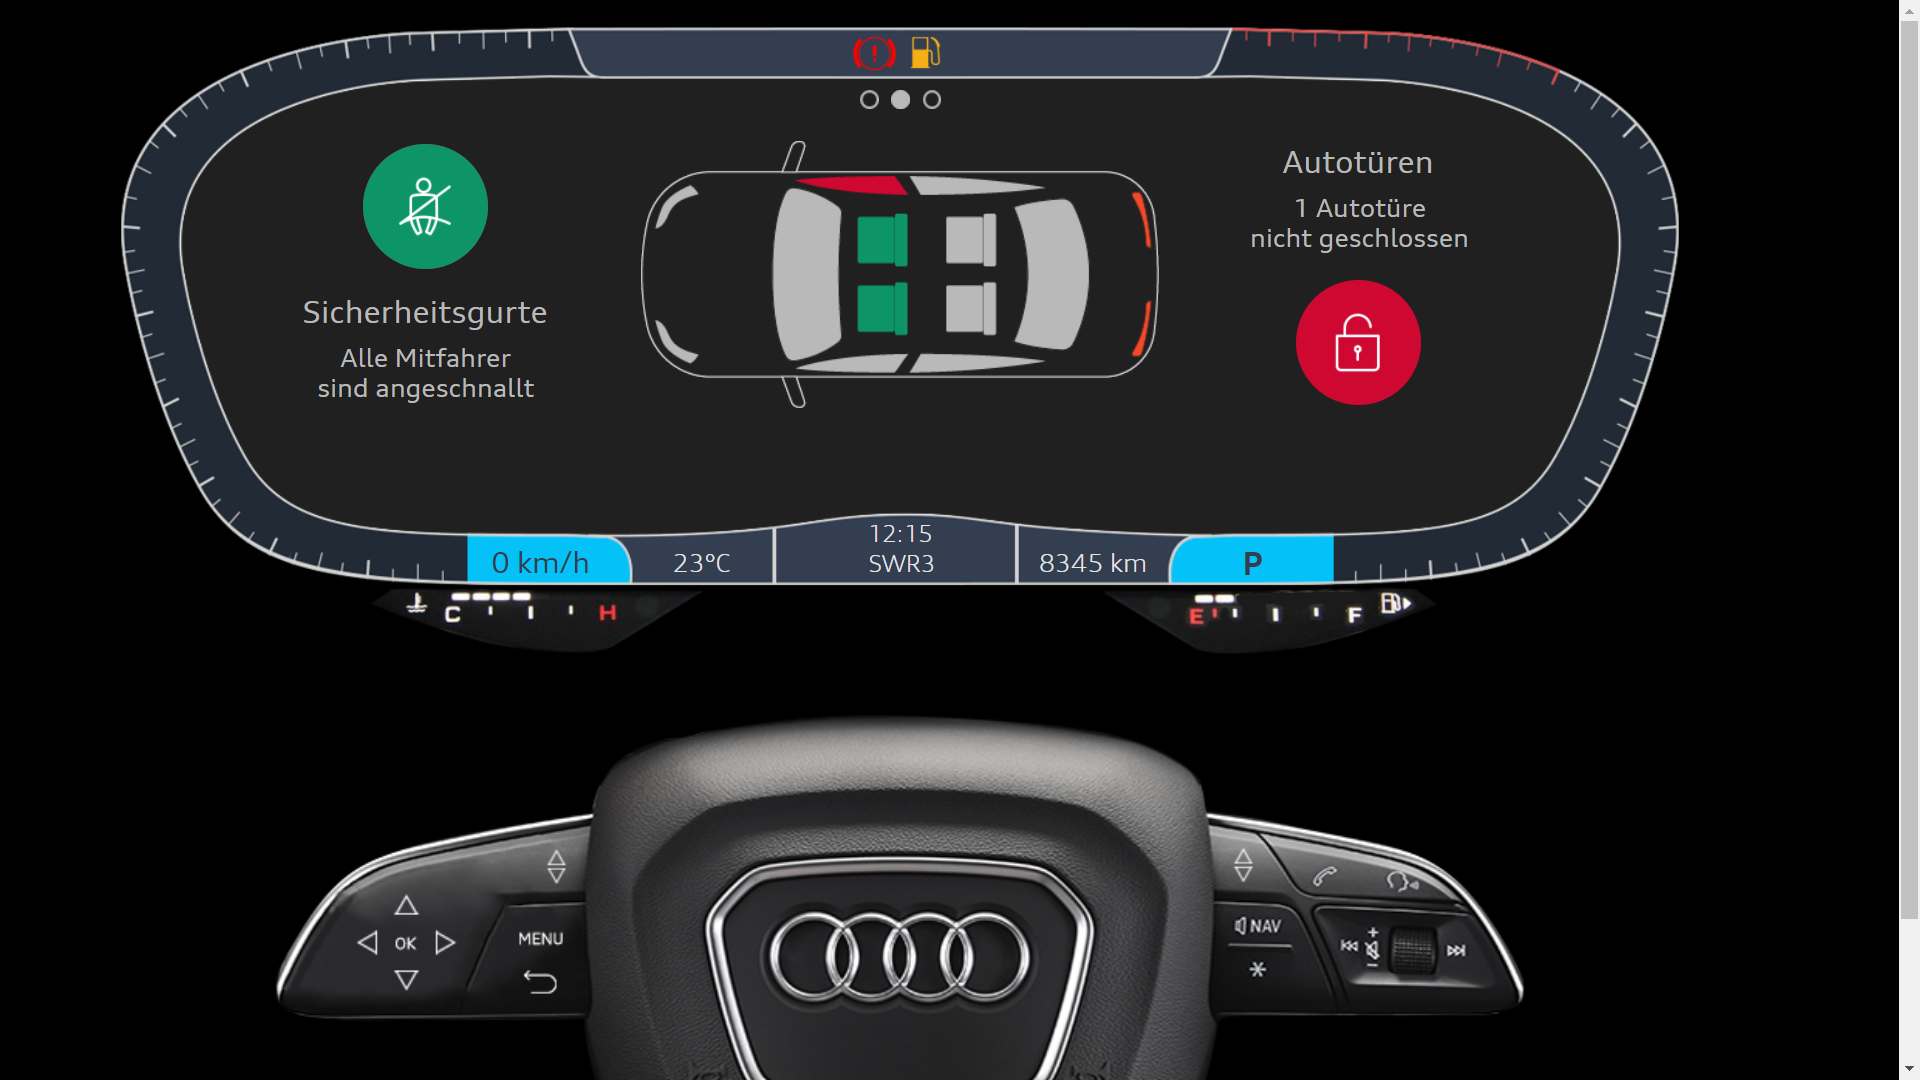 Autotüren
1 Autotüre
nicht geschlossen
Sicherheitsgurte
Alle Mitfahrer
sind angeschnallt
12:15
0 km/h
23°C
SWR3
8345 km
P
C
H
E
F
MENU
OK
NAV